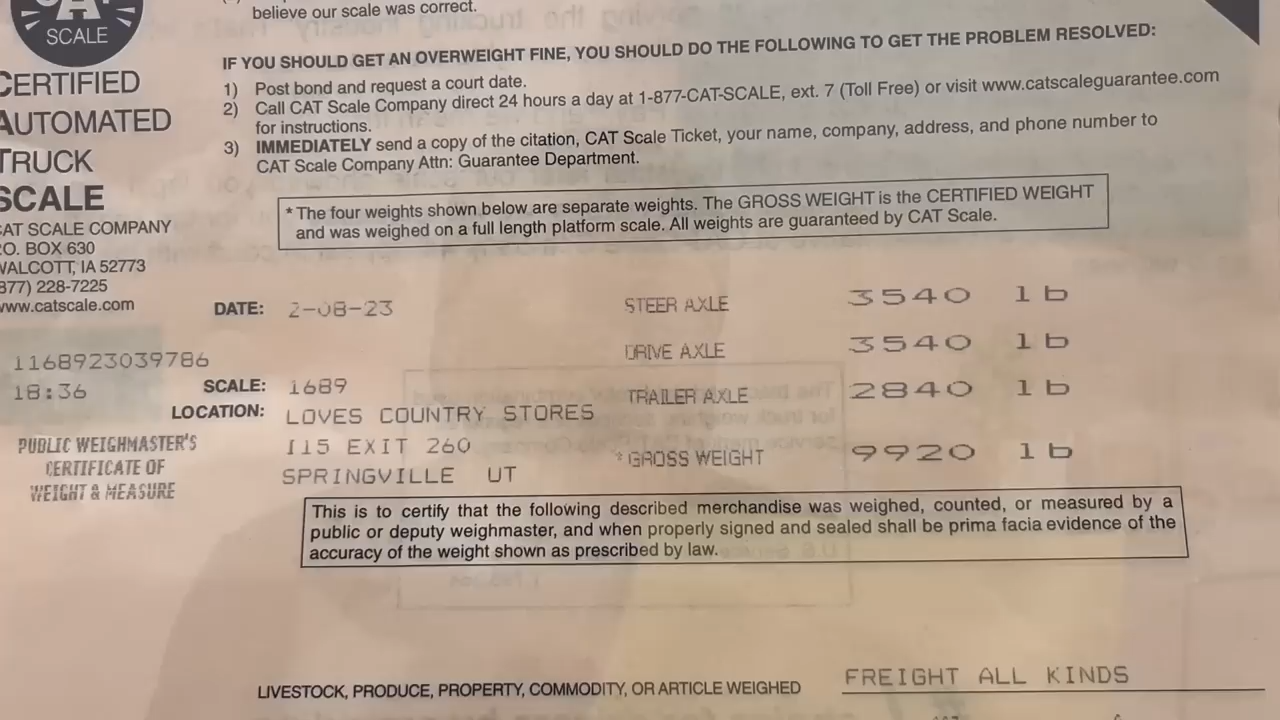 believe our scale was correct.
SCALE
IF YOU SHOULD GET AN OVERWEIGHT FINE, YOU SHOULD DO THE FOLLOWING TO GET THE PROBLEM RESOLVED:
1) Post bond and request a court date.
2) Call CAT Scale Company direct 24 hours a day at 1-877-CAT-SCALE, ext. 7 (Toll Free) or visit www.catscaleguarantee.com
for instructions.
3) IMMEDIATELY send a copy of the citation, CAT Scale Ticket, your name, company, address, and phone number to
CAT Scale Company Attn: Guarantee Department.
CERTIFIED
AUTOMATED
TRUCK
SCALE
CAT SCALE COMPANY
P.O. BOX 630
WALCOTT, IA 52773
(877) 228-7225
www.catscale.com
* The four weights shown below are separate weights. The GROSS WEIGHT is the CERTIFIED WEIGHT
and was weighed on a full length platform scale. All weights are guaranteed by CAT Scale.
DATE: 2-08-23
STEER AXLE 3540 lb
DRIVE AXLE 3540 lb
TRAILER AXLE 2840 lb
* GROSS WEIGHT 9920 lb
1168923039786
18:36
SCALE: 1689
LOCATION: LOVES COUNTRY STORES
I15 EXIT 260
SPRINGVILLE UT
PUBLIC WEIGHMASTER'S
CERTIFICATE OF
WEIGHT & MEASURE
This is to certify that the following described merchandise was weighed, counted, or measured by a
public or deputy weighmaster, and when properly signed and sealed shall be prima facia evidence of the
accuracy of the weight shown as prescribed by law.
LIVESTOCK, PRODUCE, PROPERTY, COMMODITY, OR ARTICLE WEIGHED FREIGHT ALL KINDS